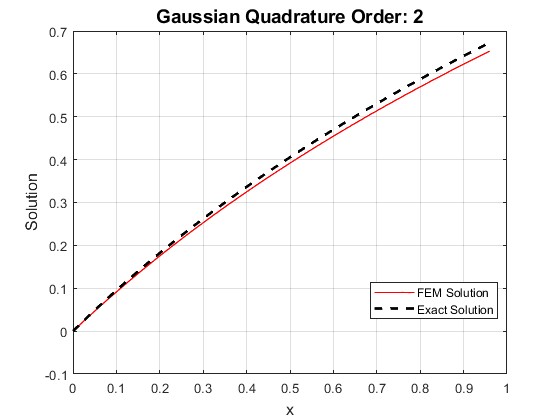 Gaussian Quadrature Order: 2
0.7
0.6
0.5
0.4
0.3
0.2
0.1
0
-0.1
Solution
FEM Solution
Exact Solution
0 0.1 0.2 0.3 0.4 0.5 0.6 0.7 0.8 0.9 1
x